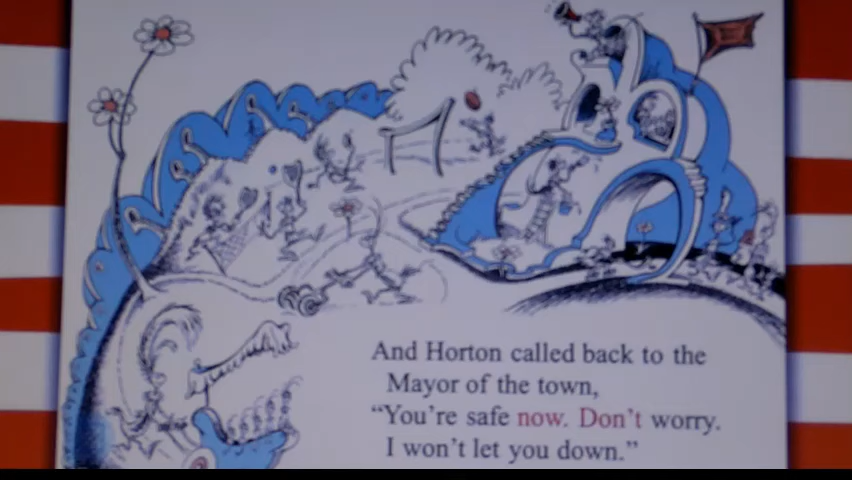 And Horton called back to the
Mayor of the town,
“You’re safe now. Don’t worry.
I won’t let you down.”